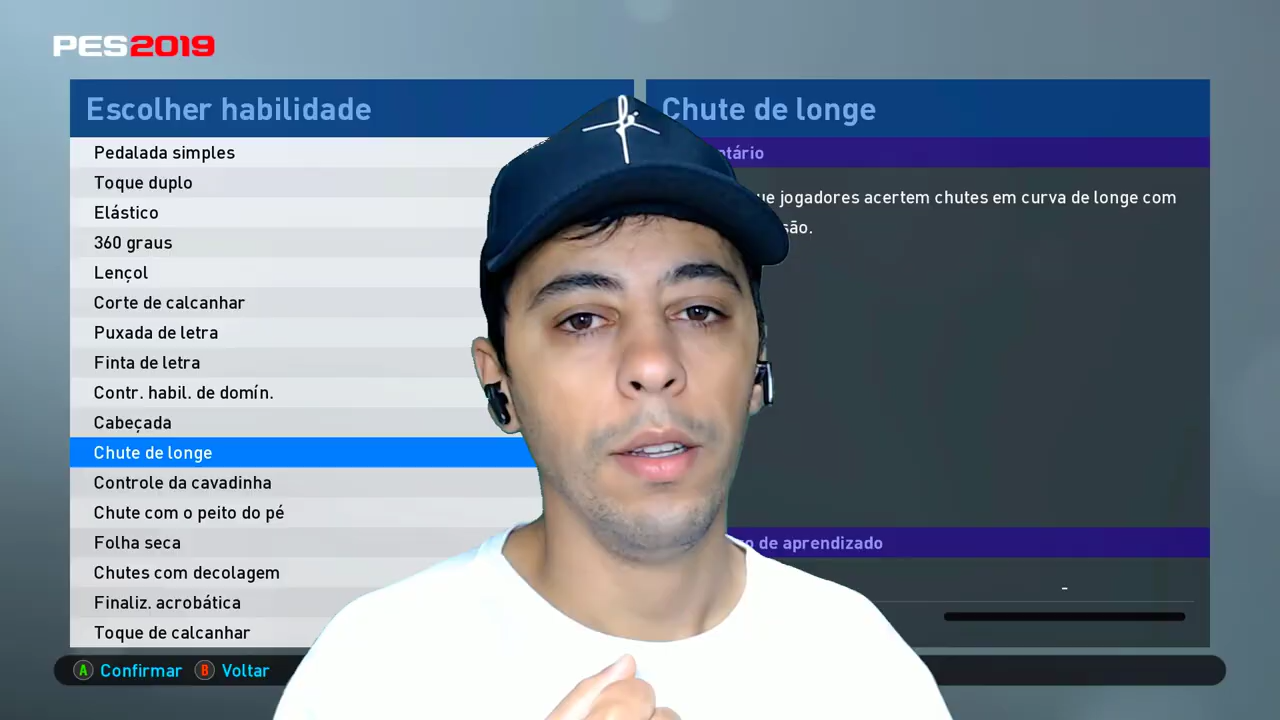 PES2019
Escolher habilidade
Pedalada simples
Toque duplo
Elástico
360 graus
Lençol
Corte de calcanhar
Puxada de letra
Finta de letra
Contr. habil. de domín.
Cabeçada
Chute de longe
Controle da cavadinha
Chute com o peito do pé
Folha seca
Chutes com decolagem
Finaliz. acrobática
Toque de calcanhar
Chute de longe
jogadores acertem chutes em curva de longe com
de aprendizado
-
A Confirmar B Voltar